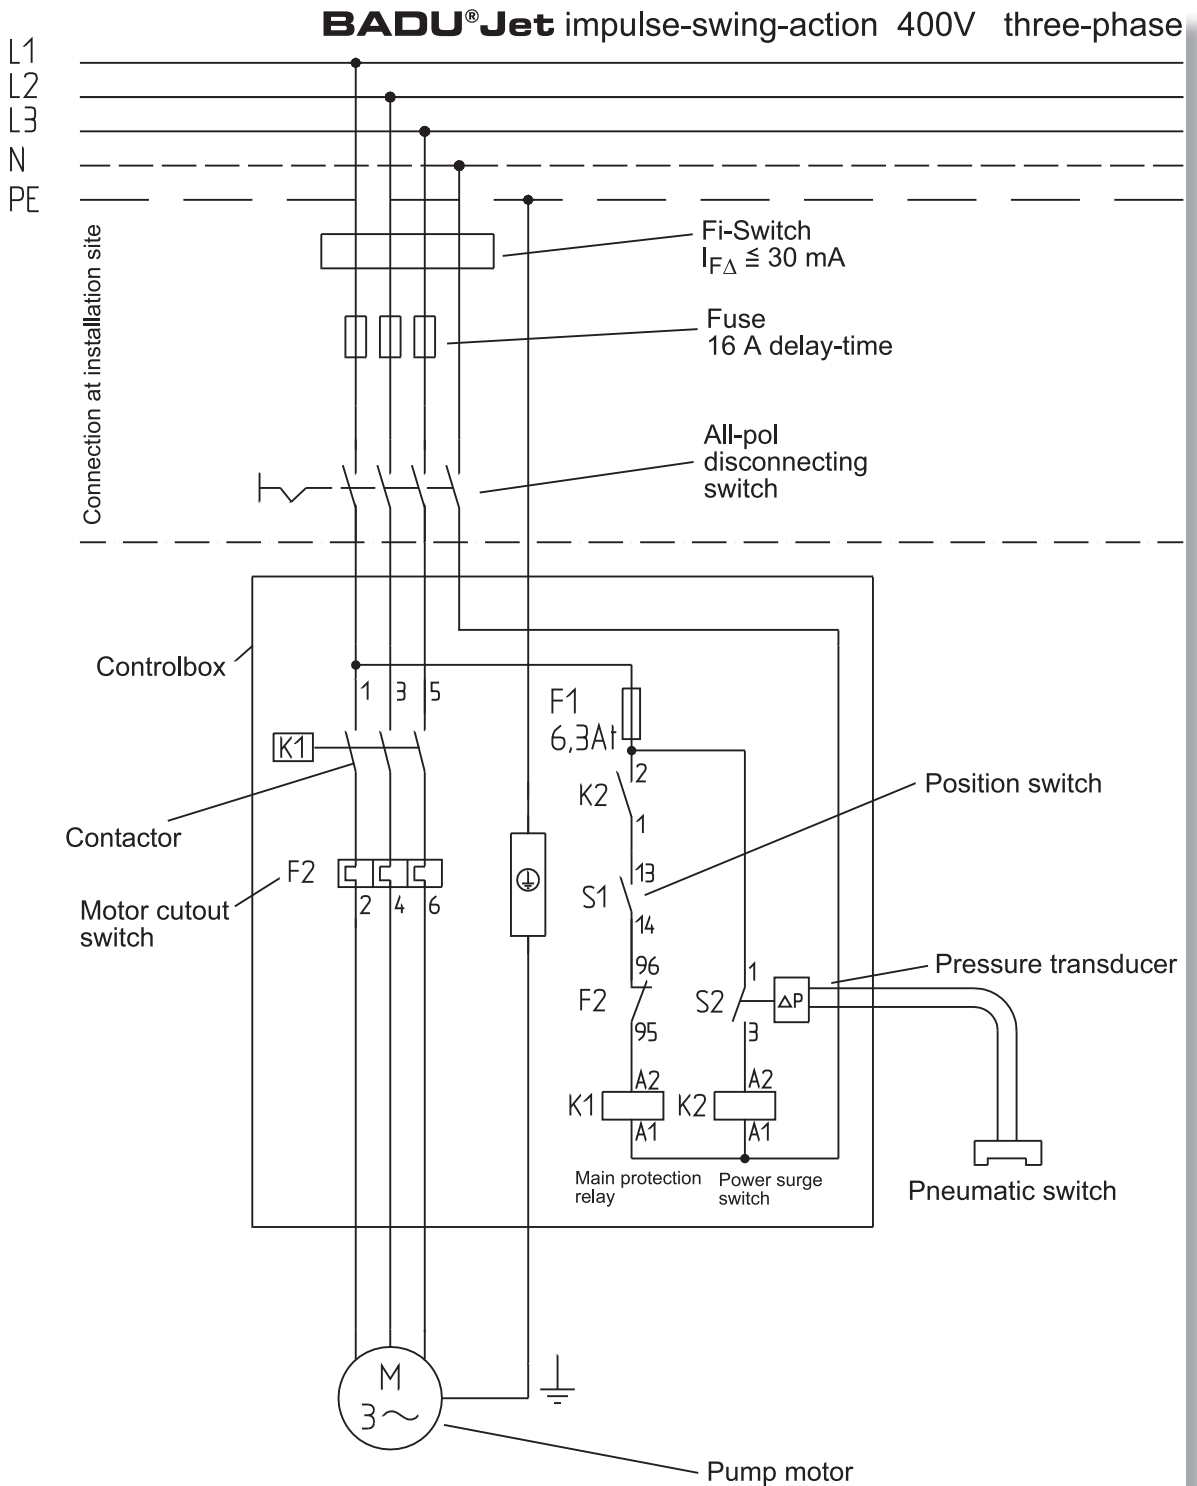 BADU®Jet impulse-swing-action 400V three-phase
L1
L2
L3
N
PE
Connection at installation site
Fi-Switch
I F∆ ≦ 30 mA
Fuse
16 A delay-time
All-pol
disconnecting
switch
Controlbox
1 3 5
F1
6,3At
K1
2
K2
1
Position switch
Contactor
F2
2 4 6
Motor cutout
switch
13
S1
14
96
F2
95
1
S2
3
∆P
Pressure transducer
A2
K1
A1
A2
K2
A1
Main protection
relay
Power surge
switch
Pneumatic switch
M
3~
Pump motor